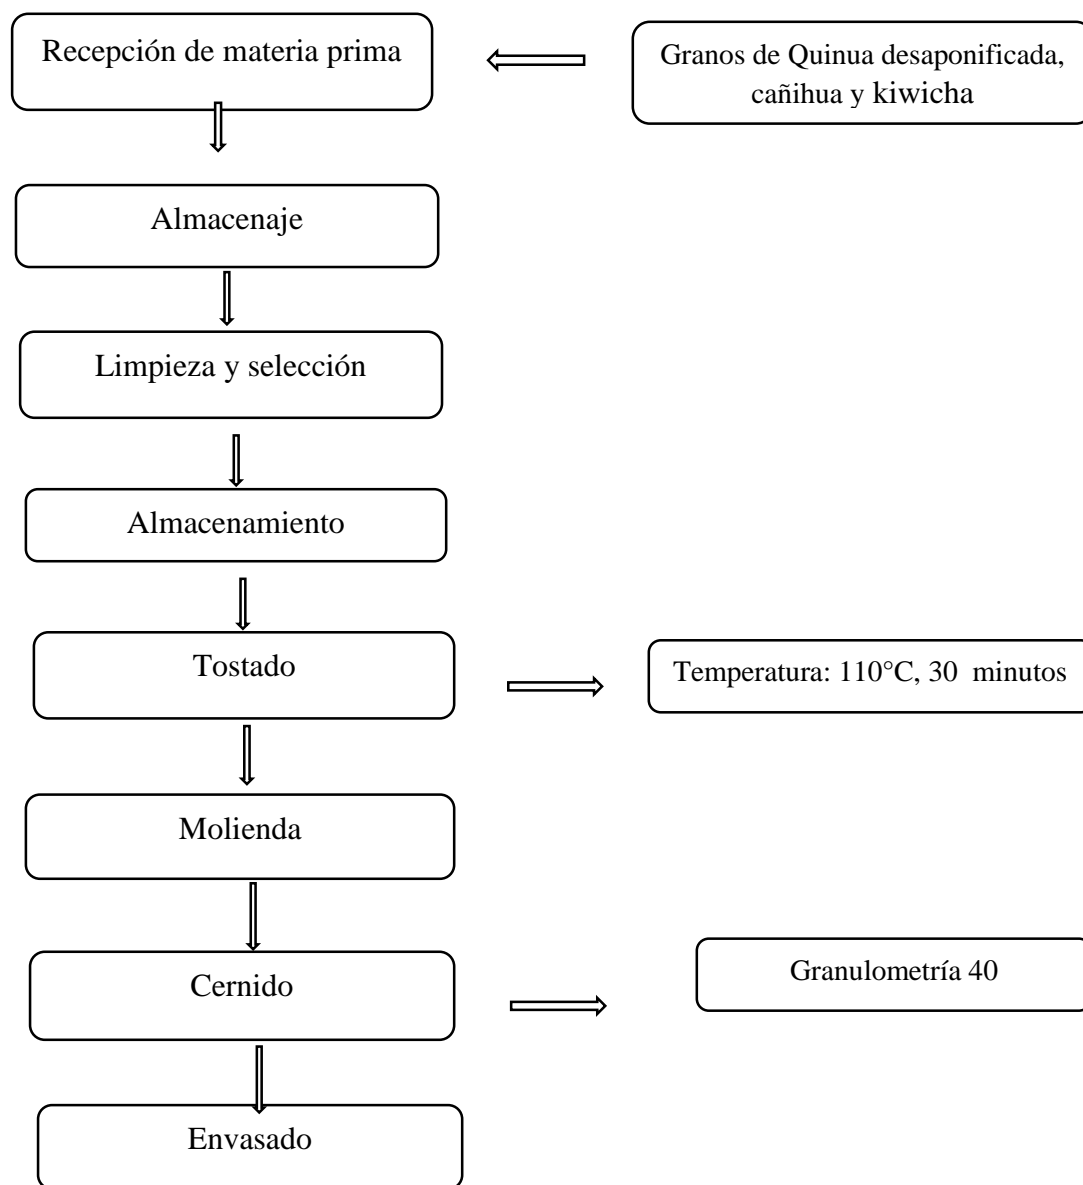 Recepción de materia prima
Granos de Quinua desaponificada,
cañihua y kiwicha
Almacenaje
Limpieza y selección
Almacenamiento
Tostado
Temperatura: 110°C, 30 minutos
Molienda
Cernido
Granulometría 40
Envasado